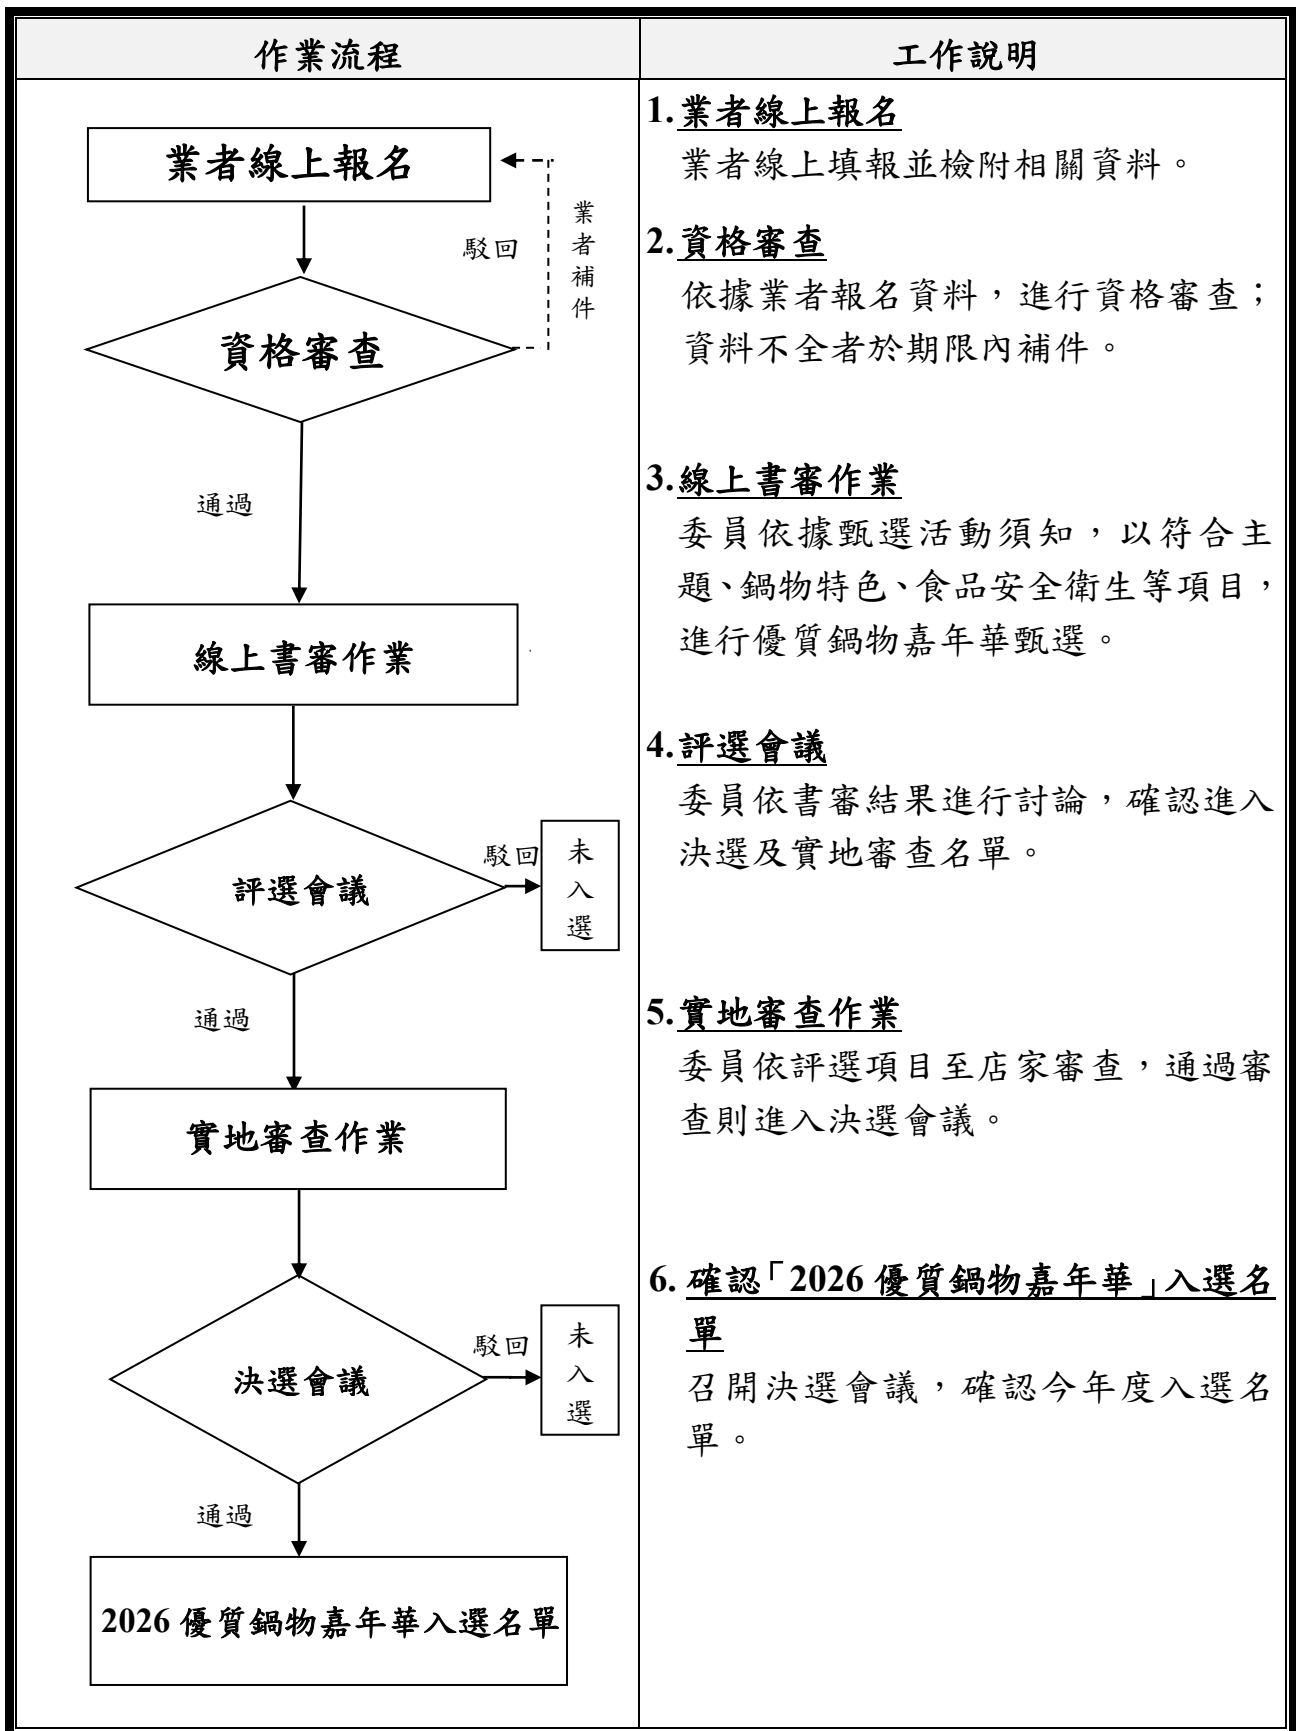 作業流程
工作說明
業者線上報名
駁回
業者補件
資格審查
通過
線上書審作業
評選會議
駁回
未入選
通過
實地審查作業
決選會議
駁回
未入選
通過
2026 優質鍋物嘉年華入選名單
1.業者線上報名
業者線上填報並檢附相關資料。
2.資格審查
依據業者報名資料，進行資格審查；
資料不全者於期限內補件。
3.線上書審作業
委員依據甄選活動須知，以符合主
題、鍋物特色、食品安全衛生等項目，
進行優質鍋物嘉年華甄選。
4.評選會議
委員依書審結果進行討論，確認進入
決選及實地審查名單。
5.實地審查作業
委員依評選項目至店家審查，通過審
查則進入決選會議。
6. 確認「2026 優質鍋物嘉年華」入選名
單
召開決選會議，確認今年度入選名
單。